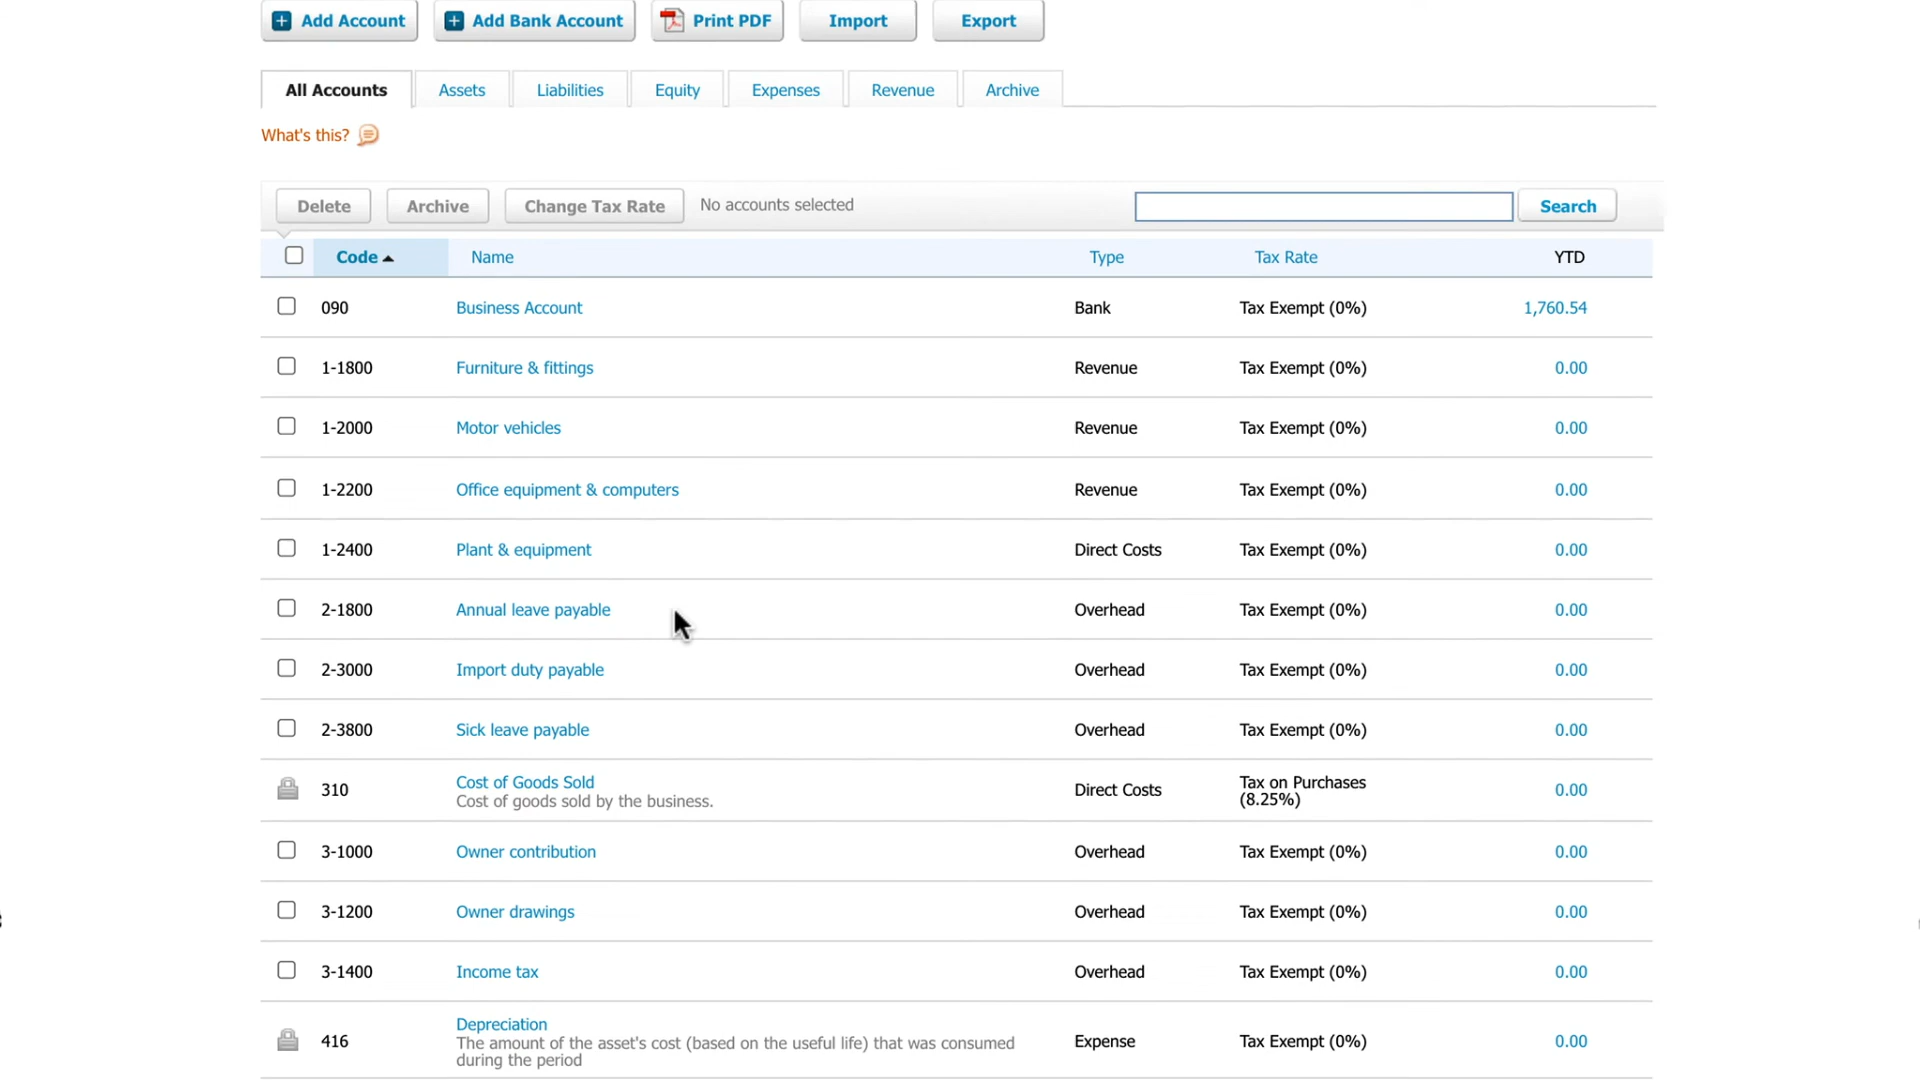 Add Account Add Bank Account Print PDF Import Export
All Accounts Assets Liabilities Equity Expenses Revenue Archive
What's this?
Delete Archive Change Tax Rate No accounts selected Search
Code Name Type Tax Rate YTD
090 Business Account Bank Tax Exempt (0%) 1,760.54
1-1800 Furniture & fittings Revenue Tax Exempt (0%) 0.00
1-2000 Motor vehicles Revenue Tax Exempt (0%) 0.00
1-2200 Office equipment & computers Revenue Tax Exempt (0%) 0.00
1-2400 Plant & equipment Direct Costs Tax Exempt (0%) 0.00
2-1800 Annual leave payable Overhead Tax Exempt (0%) 0.00
2-3000 Import duty payable Overhead Tax Exempt (0%) 0.00
2-3800 Sick leave payable Overhead Tax Exempt (0%) 0.00
310 Cost of Goods Sold Direct Costs Tax on Purchases 0.00
Cost of goods sold by the business. (8.25%)
3-1000 Owner contribution Overhead Tax Exempt (0%) 0.00
3-1200 Owner drawings Overhead Tax Exempt (0%) 0.00
3-1400 Income tax Overhead Tax Exempt (0%) 0.00
Depreciation
416 The amount of the asset's cost (based on the useful life) that was consumed Expense Tax Exempt (0%) 0.00
during the period